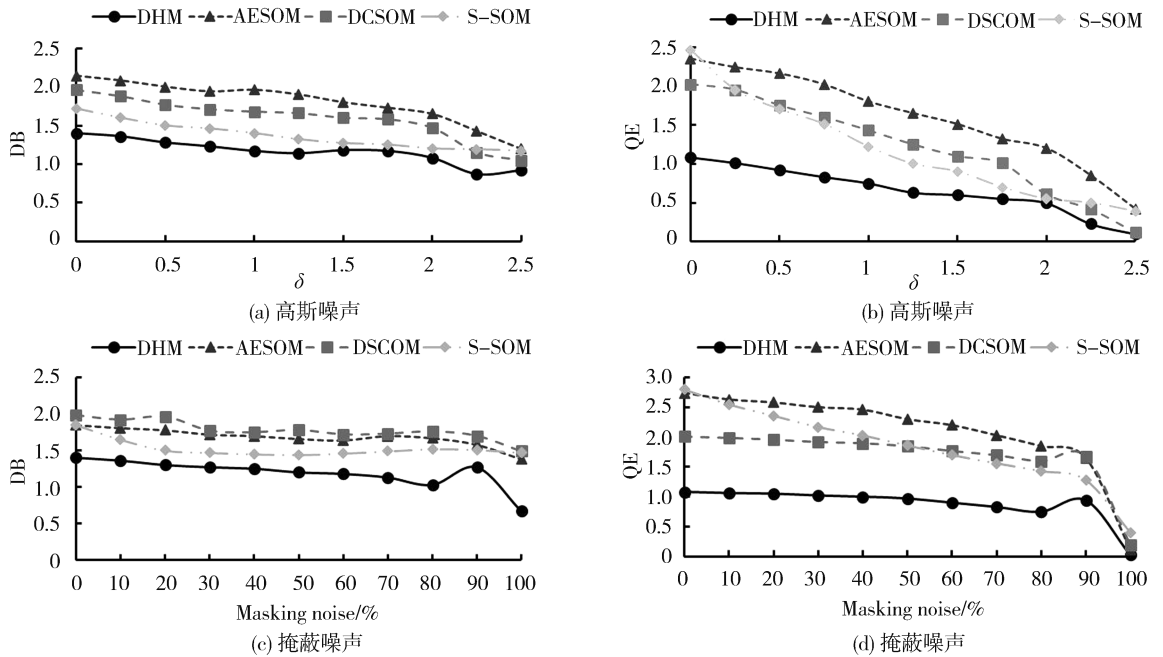 DHM AESOM DCSOM S-SOM
2.5
2.0
1.5
1.0
0.5
0
DB
0 0.5 1 1.5 2 2.5
δ
(a) 高斯噪声
DHM AESOM DSCOM S-SOM
2.5
2.0
1.5
1.0
0.5
0
QE
0 0.5 1 1.5 2 2.5
δ
(b) 高斯噪声
DHM AESOM DSCOM S-SOM
2.5
2.0
1.5
1.0
0.5
0
DB
0 10 20 30 40 50 60 70 80 90 100
Masking noise/%
(c) 掩蔽噪声
DHM AESOM DCSOM S-SOM
3.0
2.5
2.0
1.5
1.0
0.5
0
QE
0 10 20 30 40 50 60 70 80 90 100
Masking noise/%
(d) 掩蔽噪声